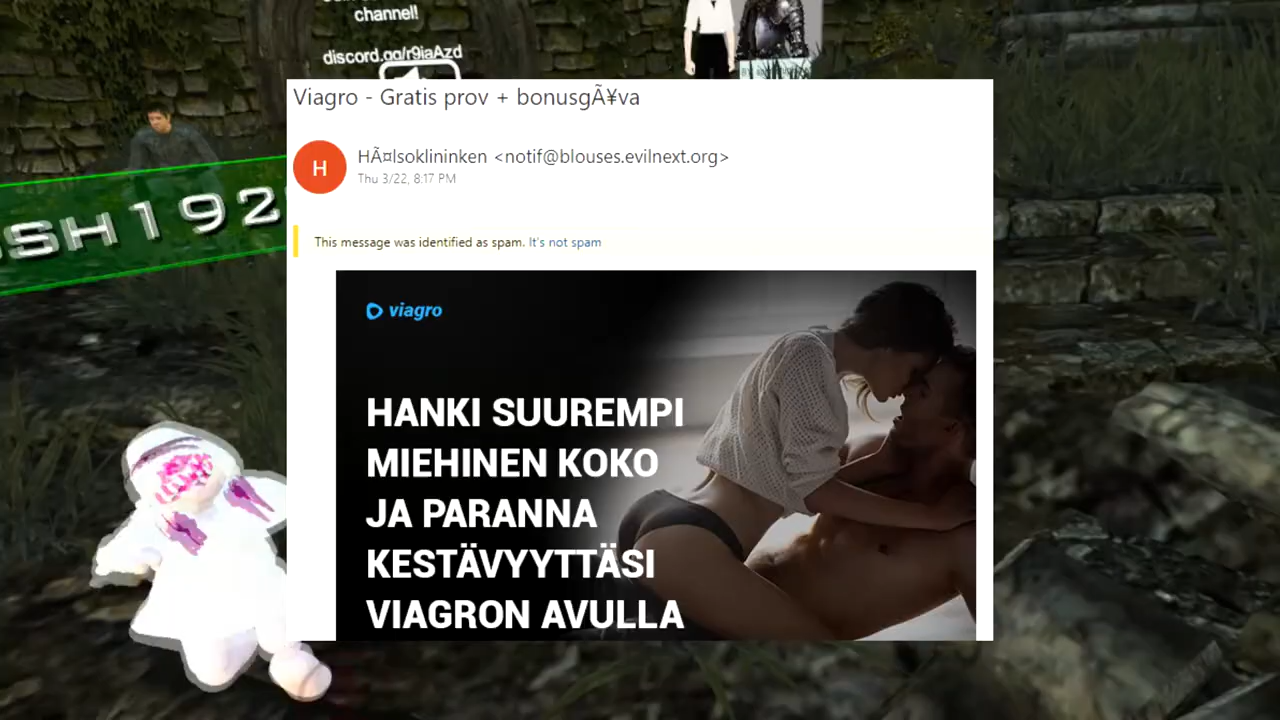 channel!
discord.gg/r9iaAzd
Viagro - Gratis prov + bonusgÃ¥va
H
HÃ¤lsoklininken <notif@blouses.evilnext.org>
Thu 3/22, 8:17 PM
SH192
This message was identified as spam. It's not spam
viagro
HANKI SUUREMPI
MIEHINEN KOKO
JA PARANNA
KESTÄVYYTTÄSI
VIAGRON AVULLA